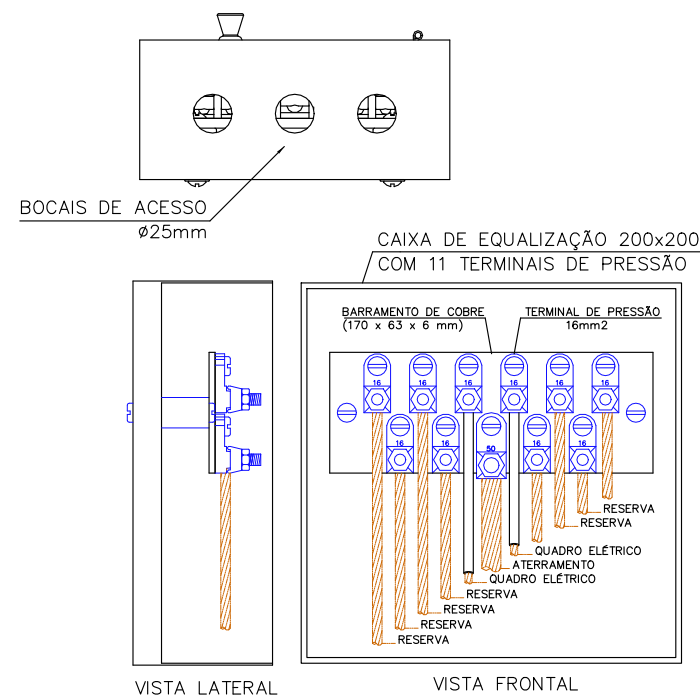 BOCAIS DE ACESSO
ø25mm
CAIXA DE EQUALIZAÇÃO 200x200
COM 11 TERMINAIS DE PRESSÃO
BARRAMENTO DE COBRE
(170 x 63 x 6 mm)
TERMINAL DE PRESSÃO
16mm2
16 16 16 16 16 16
16 16 50 16 16
RESERVA
RESERVA
QUADRO ELÉTRICO
ATERRAMENTO
QUADRO ELÉTRICO
RESERVA
RESERVA
RESERVA
RESERVA
VISTA LATERAL
VISTA FRONTAL